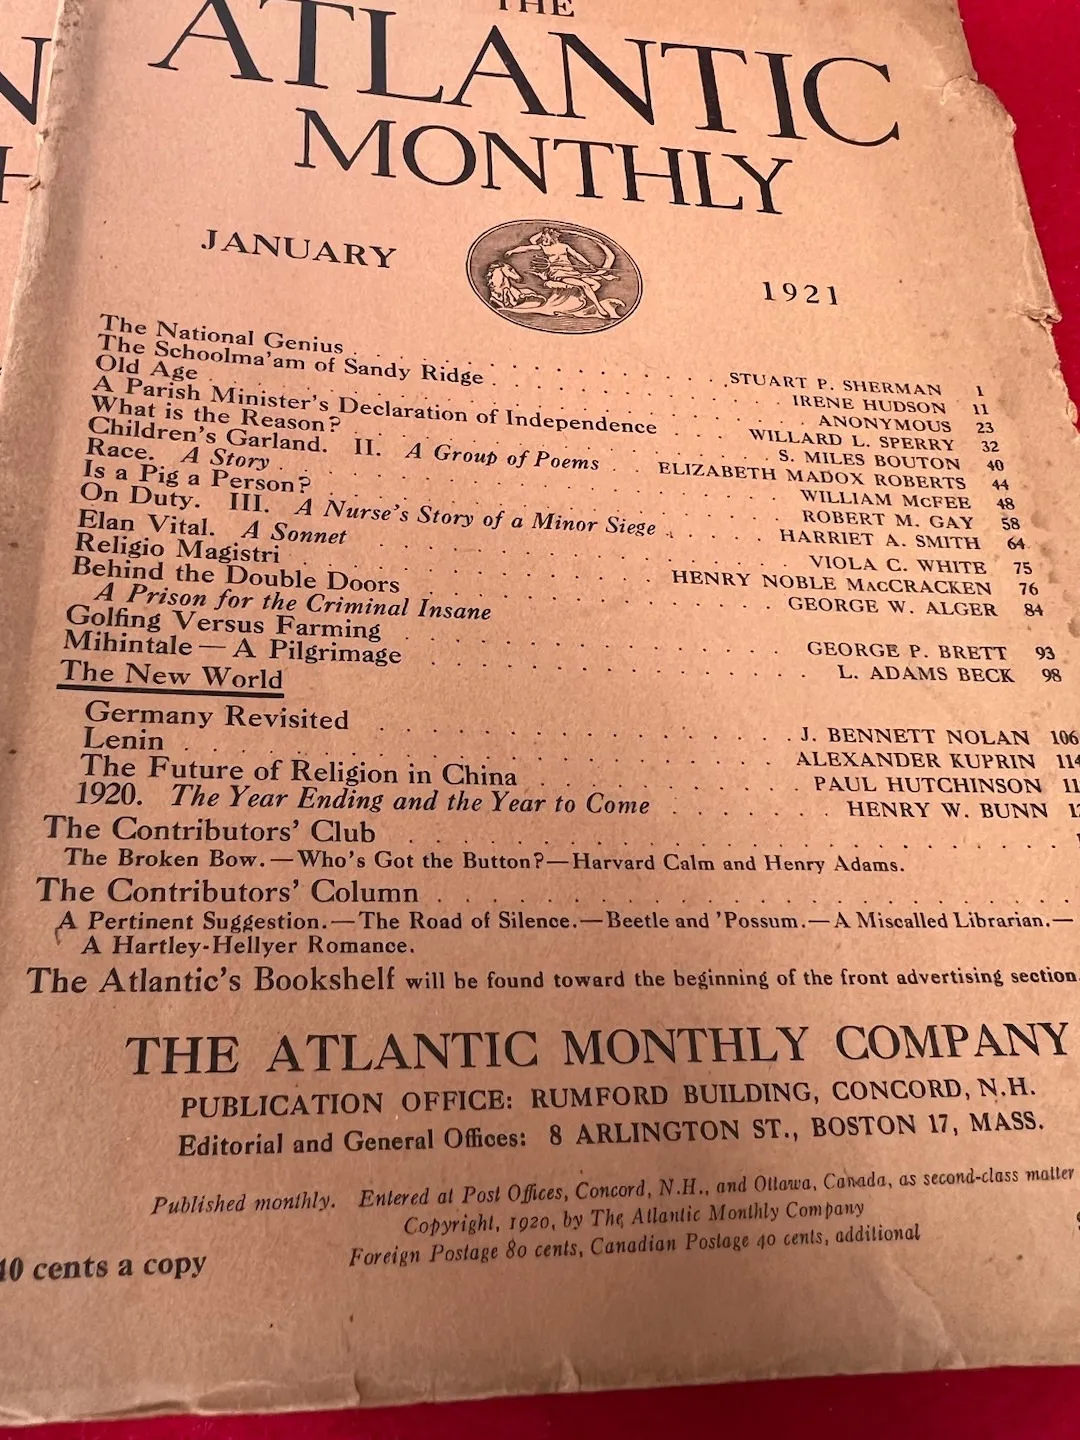 THE
ATLANTIC
MONTHLY
JANUARY 1921
The National Genius . . . . . . . . . . . . STUART P. SHERMAN 1
The Schoolma'am of Sandy Ridge . . . . . . . . . IRENE HUDSON 11
Old Age . . . . . . . . . . . . ANONYMOUS 23
A Parish Minister's Declaration of Independence . . . WILLARD L. SPERRY 32
What is the Reason? . . . . . . . . . S. MILES BOUTON 40
Children's Garland. II. A Group of Poems . . ELIZABETH MADOX ROBERTS 44
Race. A Story . . . . . . . . . WILLIAM McFEE 48
Is a Pig a Person? . . . . . . . . . ROBERT M. GAY 58
On Duty. III. A Nurse's Story of a Minor Siege . . . . . HARRIET A. SMITH 64
Elan Vital. A Sonnet . . . . . . . . . VIOLA C. WHITE 75
Religio Magistri . . . . . . . . . HENRY NOBLE MacCRACKEN 76
Behind the Double Doors . . . . . . . . . GEORGE W. ALGER 84
A Prison for the Criminal Insane
Golfing Versus Farming . . . . . . . . . GEORGE P. BRETT 93
Mihintale — A Pilgrimage . . . . . . . . . L. ADAMS BECK 98
The New World
Germany Revisited . . . . . . . . . J. BENNETT NOLAN 106
Lenin . . . . . . . . . ALEXANDER KUPRIN 114
The Future of Religion in China . . . . . . . . . PAUL HUTCHINSON 11
1920. The Year Ending and the Year to Come . . . . . . HENRY W. BUNN 1
The Contributors' Club . . . . . . . . .
The Broken Bow.—Who's Got the Button?—Harvard Calm and Henry Adams.
The Contributors' Column . . . . . . . . .
A Pertinent Suggestion.—The Road of Silence.—Beetle and 'Possum.—A Miscalled Librarian.—
A Hartley-Hellyer Romance.
The Atlantic's Bookshelf will be found toward the beginning of the front advertising section.
THE ATLANTIC MONTHLY COMPANY
PUBLICATION OFFICE: RUMFORD BUILDING, CONCORD, N.H.
Editorial and General Offices: 8 ARLINGTON ST., BOSTON 17, MASS.
Published monthly. Entered at Post Offices, Concord, N.H., and Ottawa, Canada, as second-class matter
Copyright, 1920, by The Atlantic Monthly Company
40 cents a copy Foreign Postage 80 cents, Canadian Postage 40 cents, additional